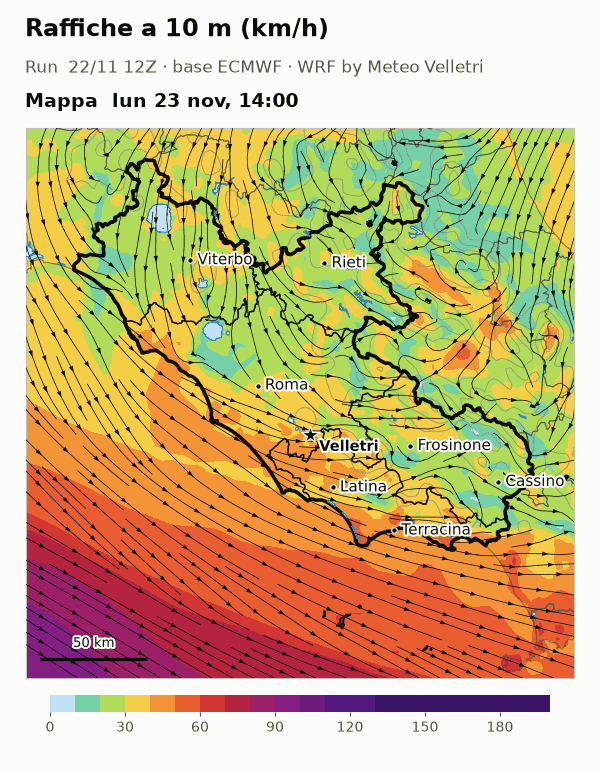 Raffiche a 10 m (km/h)
Run  22/11 12Z · base ECMWF · WRF by Meteo Velletri
Mappa  lun 23 nov, 14:00
Viterbo
Rieti
Roma
Velletri
Frosinone
Cassino
Latina
Terracina
50 km
0 30 60 90 120 150 180